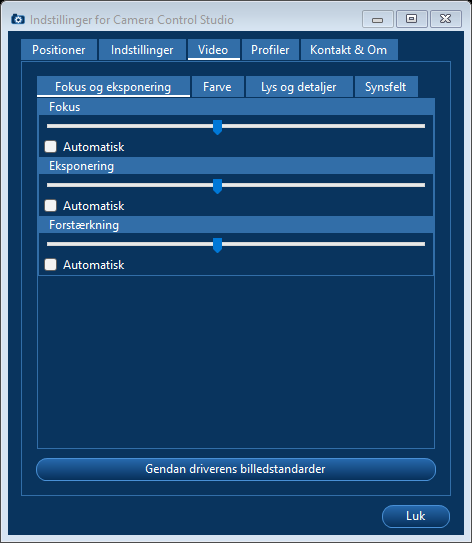 Indstillinger for Camera Control Studio
Positioner Indstillinger Video Profiler Kontakt & Om
Fokus og eksponering Farve Lys og detaljer Synsfelt
Fokus
Automatisk
Eksponering
Automatisk
Forstærkning
Automatisk
Gendan driverens billedstandarder
Luk